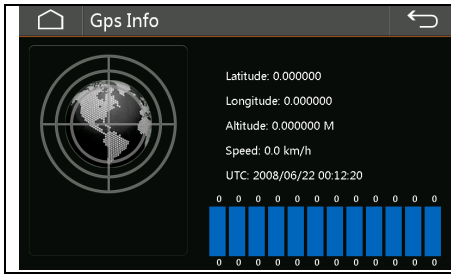 Gps Info
Latitude: 0.000000
Longitude: 0.000000
Altitude: 0.000000 M
Speed: 0.0 km/h
UTC: 2008/06/22 00:12:20
0 0 0 0 0 0 0 0 0 0 0 0
0 0 0 0 0 0 0 0 0 0 0 0